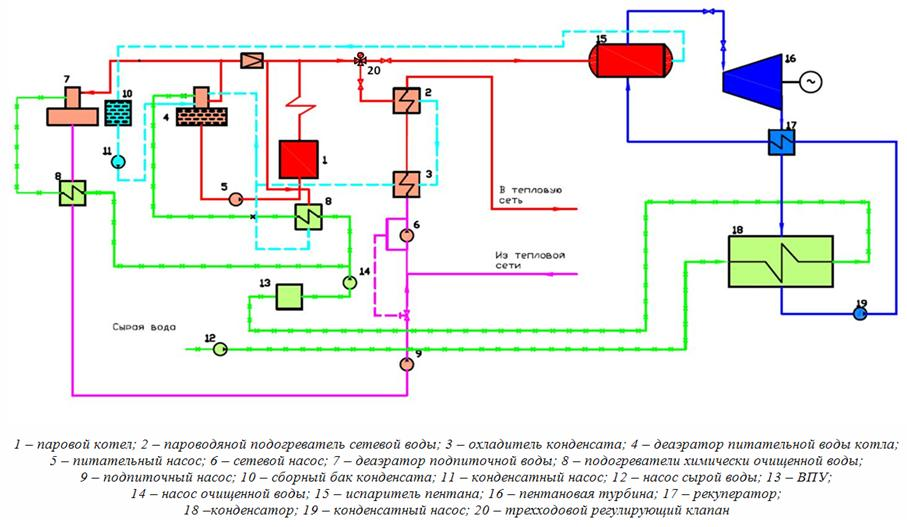 15
16
7
10
20
2
4
17
11
1
3
8
5
8
В тепловую
сеть
6
18
Из тепловой
сети
14
13
19
Сырая вода
12
9
1 – паровой котел; 2 – пароводяной подогреватель сетевой воды; 3 – охладитель конденсата; 4 – деаэратор питательной воды котла;
5 – питательный насос; 6 – сетевой насос; 7 – деаэратор подпиточной воды; 8 – подогреватели химически очищенной воды;
9 – подпиточный насос; 10 – сборный бак конденсата; 11 – конденсатный насос; 12 – насос сырой воды; 13 – ВПУ;
14 – насос очищенной воды; 15 – испаритель пентана; 16 – пентановая турбина; 17 – рекуператор;
18 –конденсатор; 19 – конденсатный насос; 20 – трехходовой регулирующий клапан